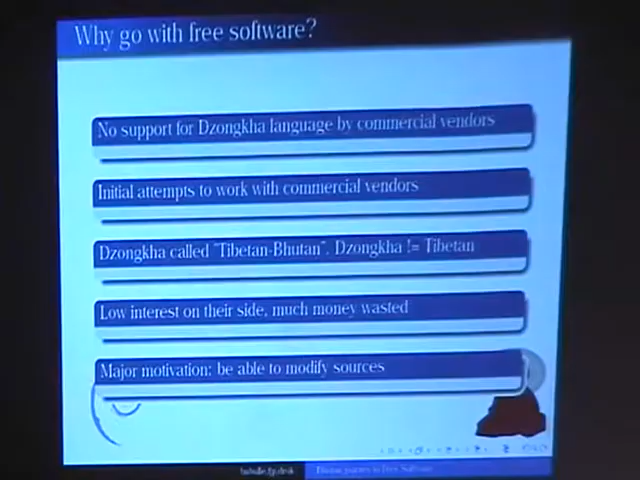 Why go with free software?
No support for Dzongkha language by commercial vendors
Initial attempts to work with commercial vendors
Dzongkha called "Tibetan-Bhutan". Dzongkha != Tibetan
Low interest on their side, much money wasted
Major motivation: be able to modify sources